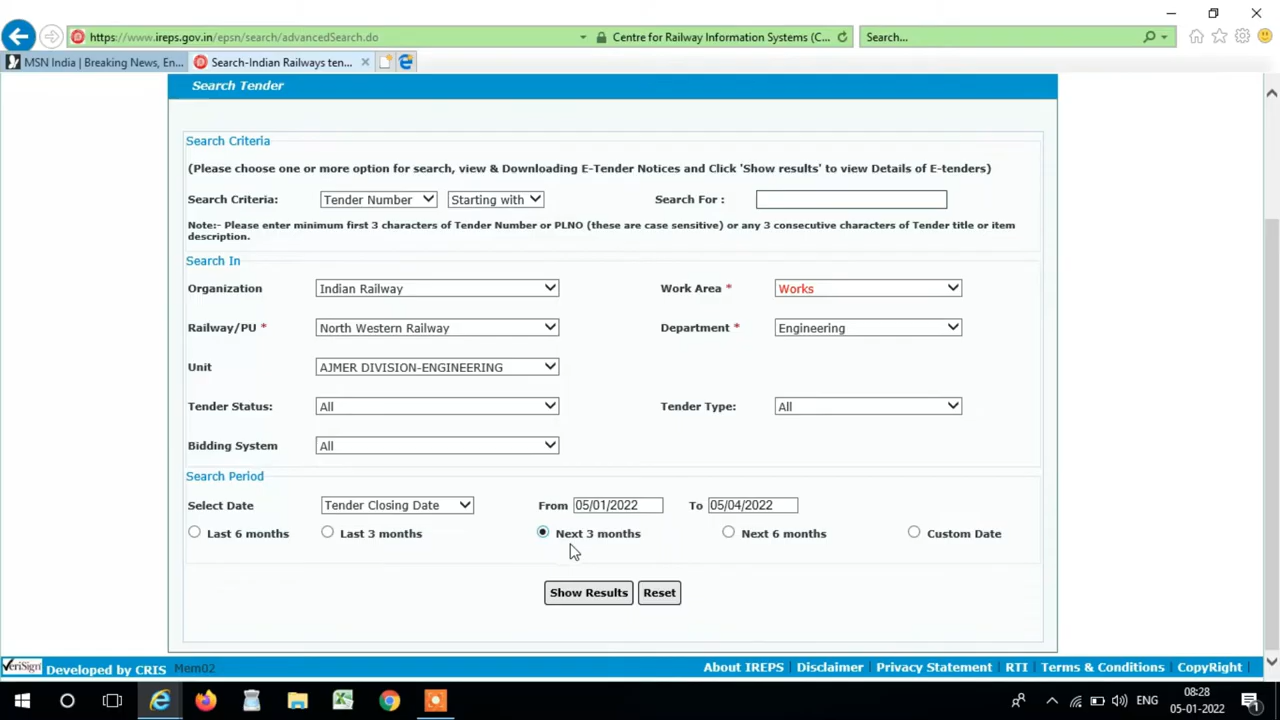 https://www.ireps.gov.in/epsn/search/advancedSearch.do
Centre for Railway Information Systems (C...
Search...
MSN India | Breaking News, En...
Search-Indian Railways ten...
Search Tender
Search Criteria
(Please choose one or more option for search, view & Downloading E-Tender Notices and Click 'Show results' to view Details of E-tenders)
Search Criteria: Tender Number Starting with Search For :
Note:- Please enter minimum first 3 characters of Tender Number or PLNO (these are case sensitive) or any 3 consecutive characters of Tender title or item
description.
Search In
Organization Indian Railway Work Area * Works
Railway/PU * North Western Railway Department * Engineering
Unit AJMER DIVISION-ENGINEERING
Tender Status: All Tender Type: All
Bidding System All
Search Period
Select Date Tender Closing Date From 05/01/2022 To 05/04/2022
Last 6 months Last 3 months Next 3 months Next 6 months Custom Date
Show Results Reset
VeriSign Developed by CRIS Mem02 About IREPS | Disclaimer | Privacy Statement | RTI | Terms & Conditions | CopyRight
ENG 08:28
05-01-2022 1